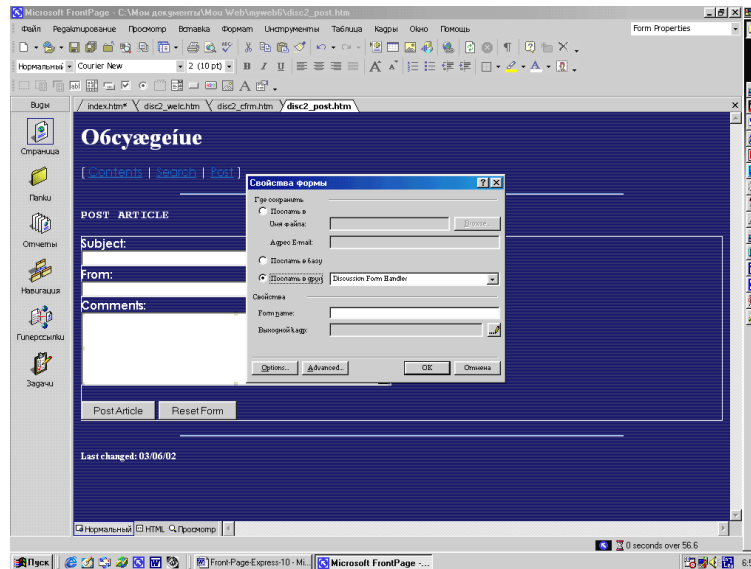 Microsoft FrontPage - C:\Мои документы\Mou Web\myweb6\disc2_post.htm
Файл Редактирование Просмотр Вставка Формат Инструменты Таблица Кадры Окно Помощь
Form Properties
Нормальный Courier New 2 (10 pt)
Виды
index.htm* disc2_welc.htm disc2_cfrm.htm disc2_post.htm
Страница
Папки
Отчеты
Навигация
Гиперссылки
Задачи
[ Contents | Search | Post ]
POST ARTICLE
Subject:
From:
Comments:
Post Article Reset Form
Last changed: 03/06/02
Свойства формы
Где сохранить
Послать в
Имя файла: Browse...
Адрес E-mail:
Послать в базу
Послать в друг Discussion Form Handler
Свойства
Form name:
Выходной кадр:
Options... Advanced... OK Отмена
Нормальный HTML Просмотр
0 seconds over 56.6
Пуск Front-Page-Express-10 - Mi... Microsoft FrontPage -...